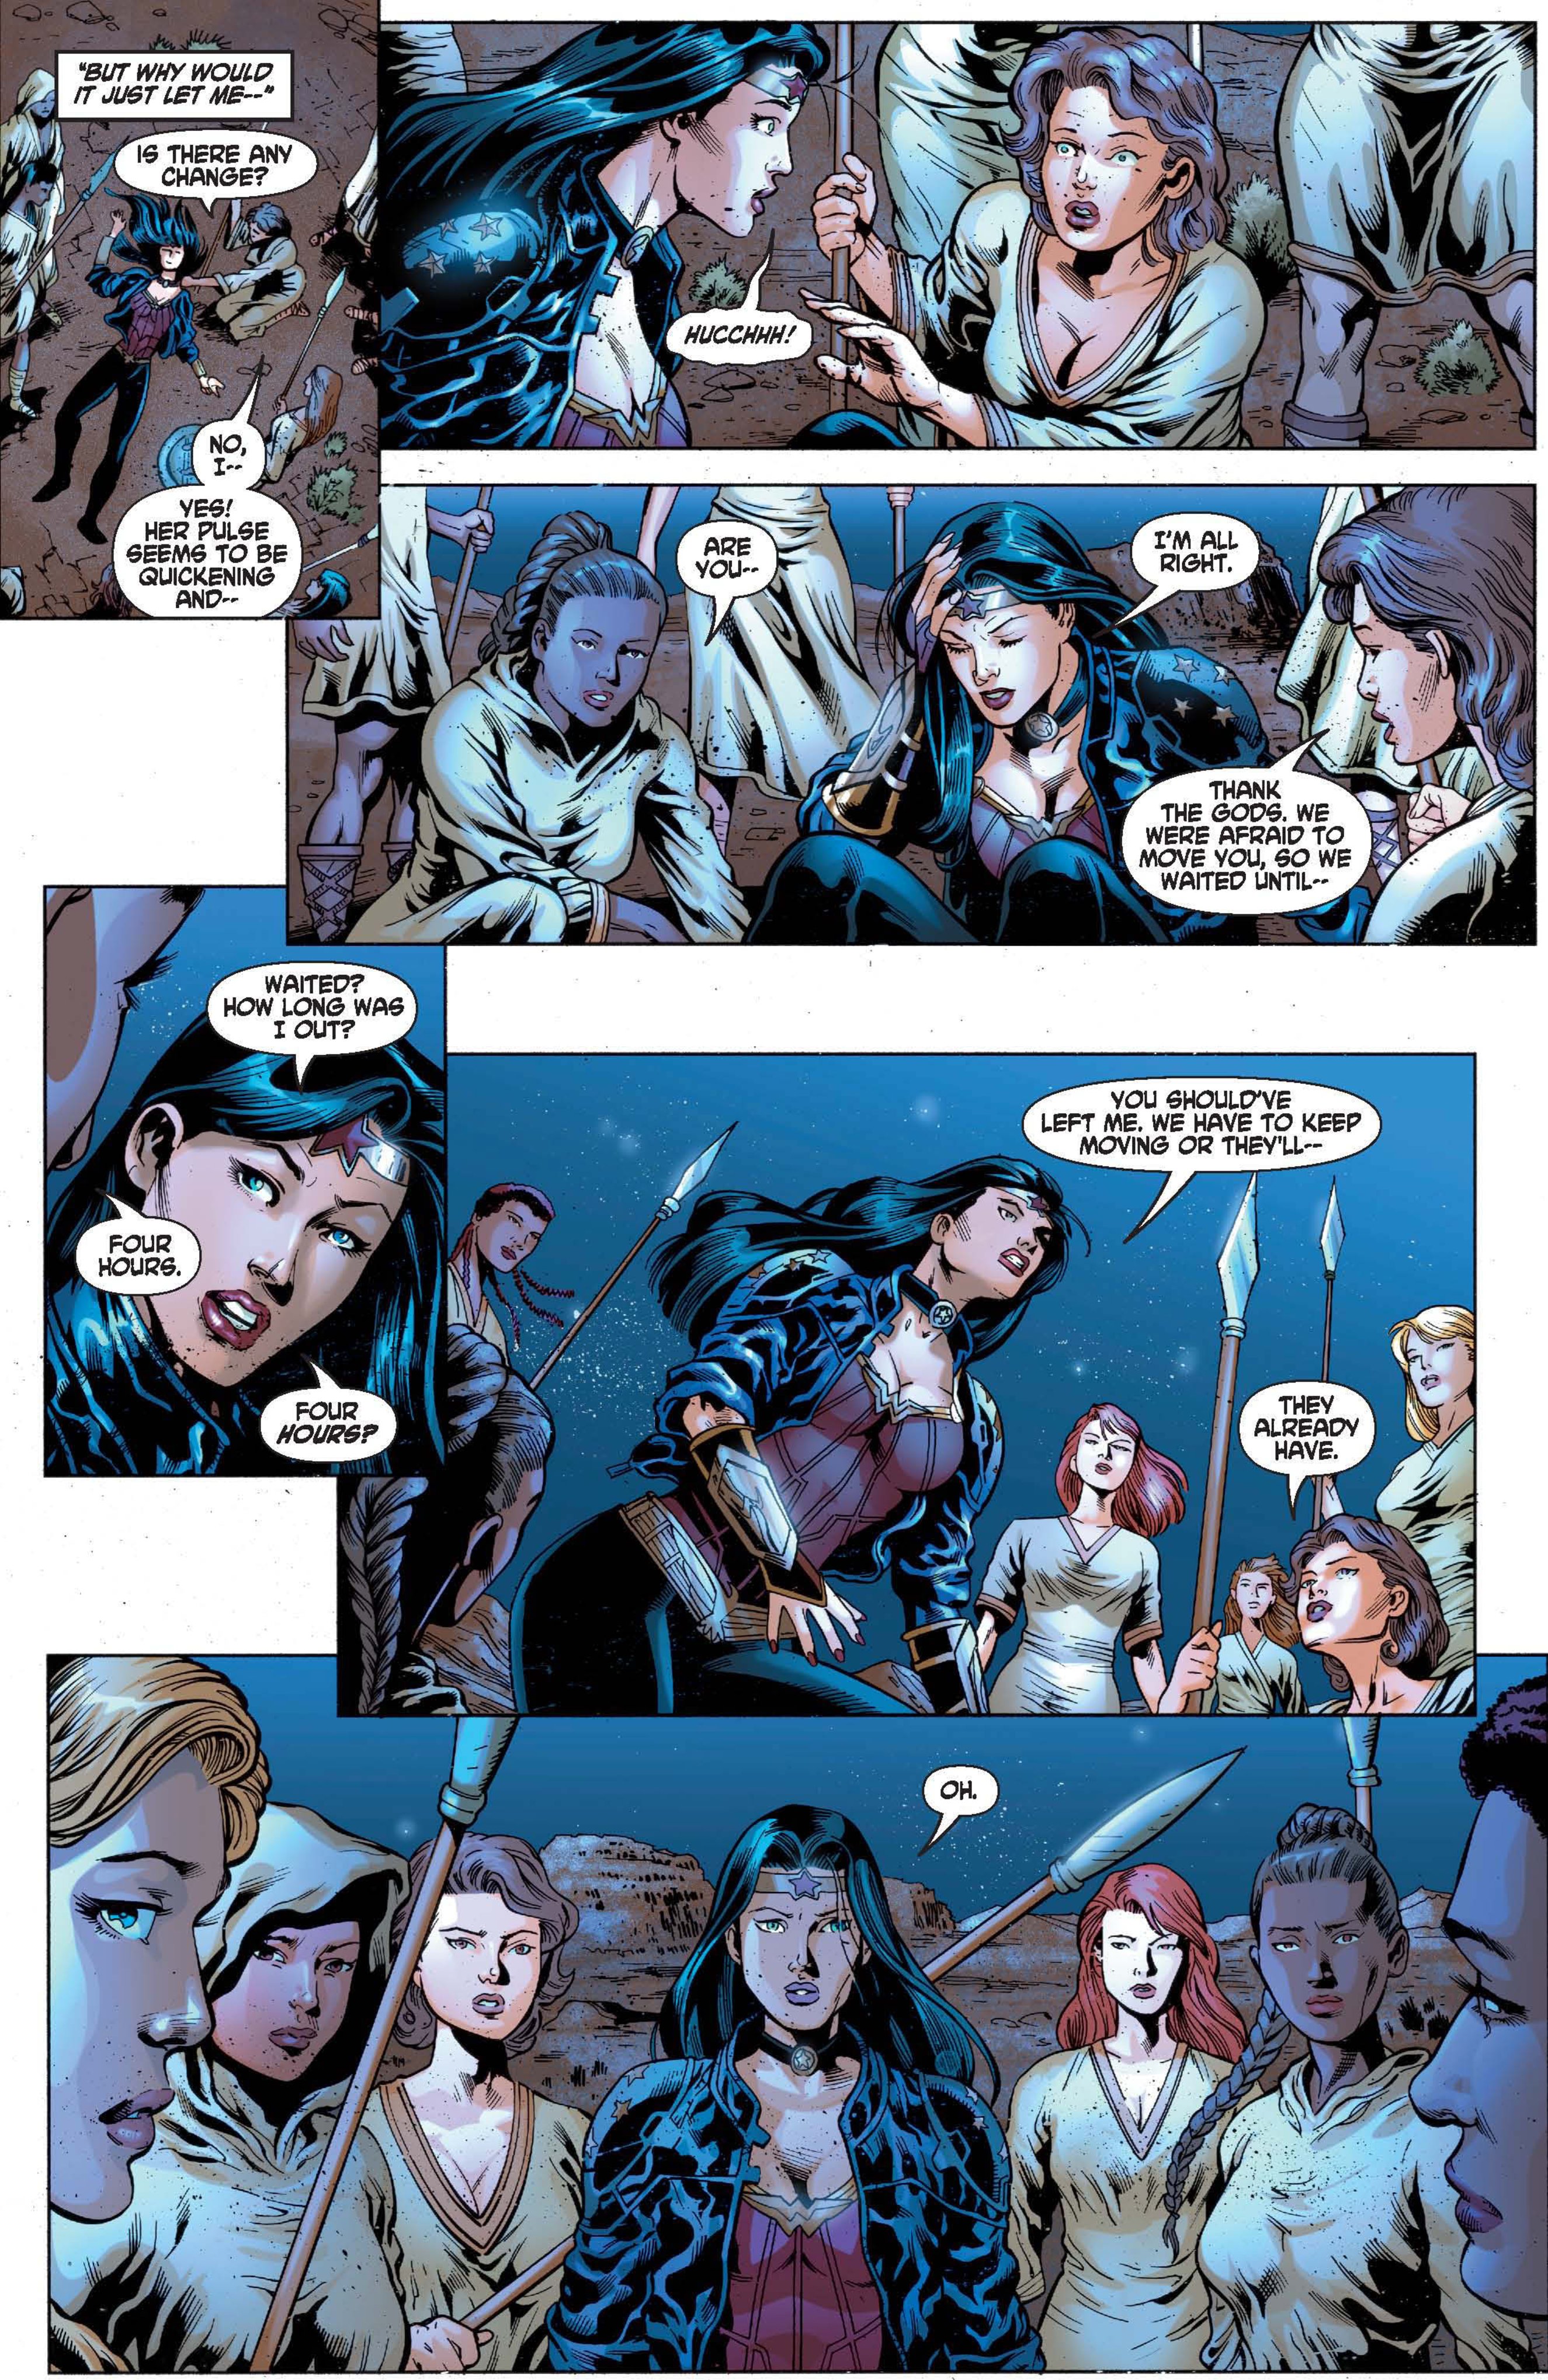 "BUT WHY WOULD
IT JUST LET ME--"
IS THERE ANY
CHANGE?
NO,
I--
YES!
HER PULSE
SEEMS TO BE
QUICKENING
AND--
HUCCHHH!
ARE
YOU--
I'M ALL
RIGHT.
THANK
THE GODS. WE
WERE AFRAID TO
MOVE YOU, SO WE
WAITED UNTIL--
WAITED?
HOW LONG WAS
I OUT?
FOUR
HOURS.
FOUR
HOURS?
YOU SHOULD'VE
LEFT ME. WE HAVE TO KEEP
MOVING OR THEY'LL--
THEY
ALREADY
HAVE.
OH.